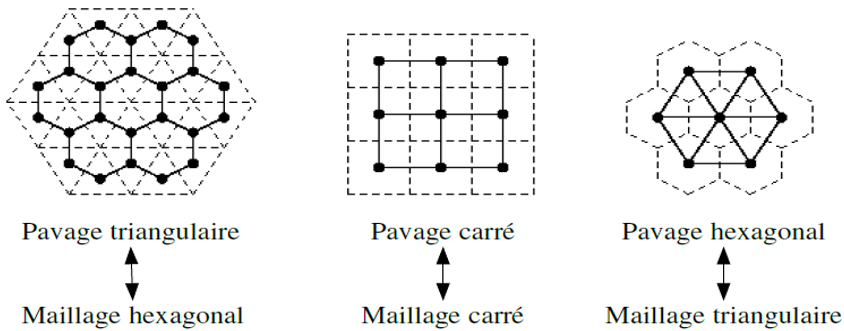 Pavage triangulaire
Pavage carré
Pavage hexagonal
Maillage hexagonal
Maillage carré
Maillage triangulaire